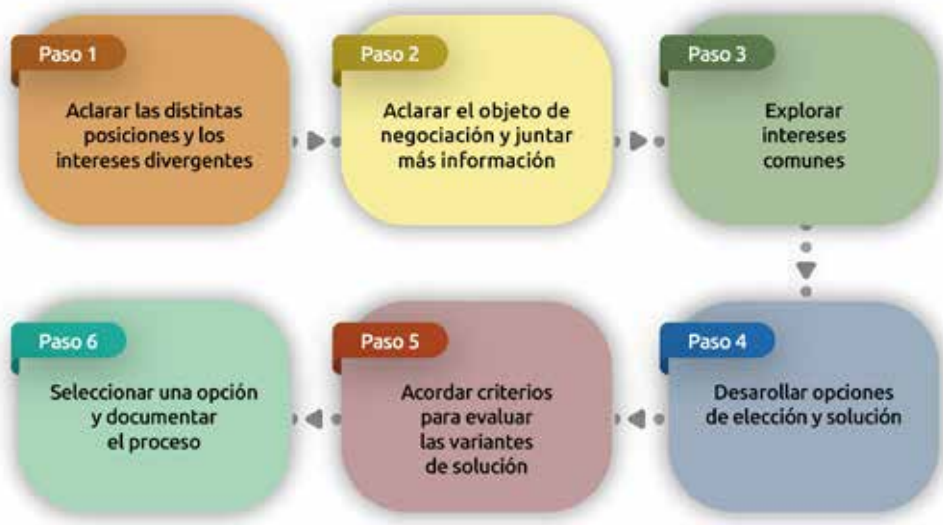 Paso 1
Aclarar las distintas
posiciones y los
intereses divergentes
Paso 2
Aclarar el objeto de
negociación y juntar
más información
Paso 3
Explorar
intereses
comunes
Paso 4
Desarollar opciones
de elección y solución
Paso 5
Acordar criterios
para evaluar
las variantes
de solución
Paso 6
Seleccionar una opción
y documentar
el proceso